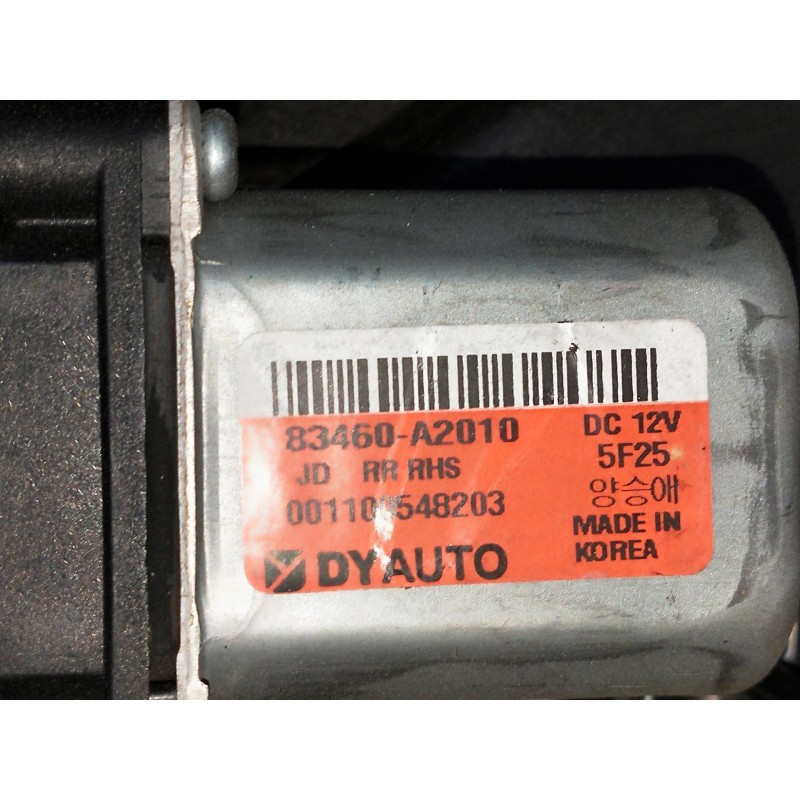 83460-A2010
DC 12V
JD RR RHS
5F25
양승애
MADE IN
KOREA
DYAUTO